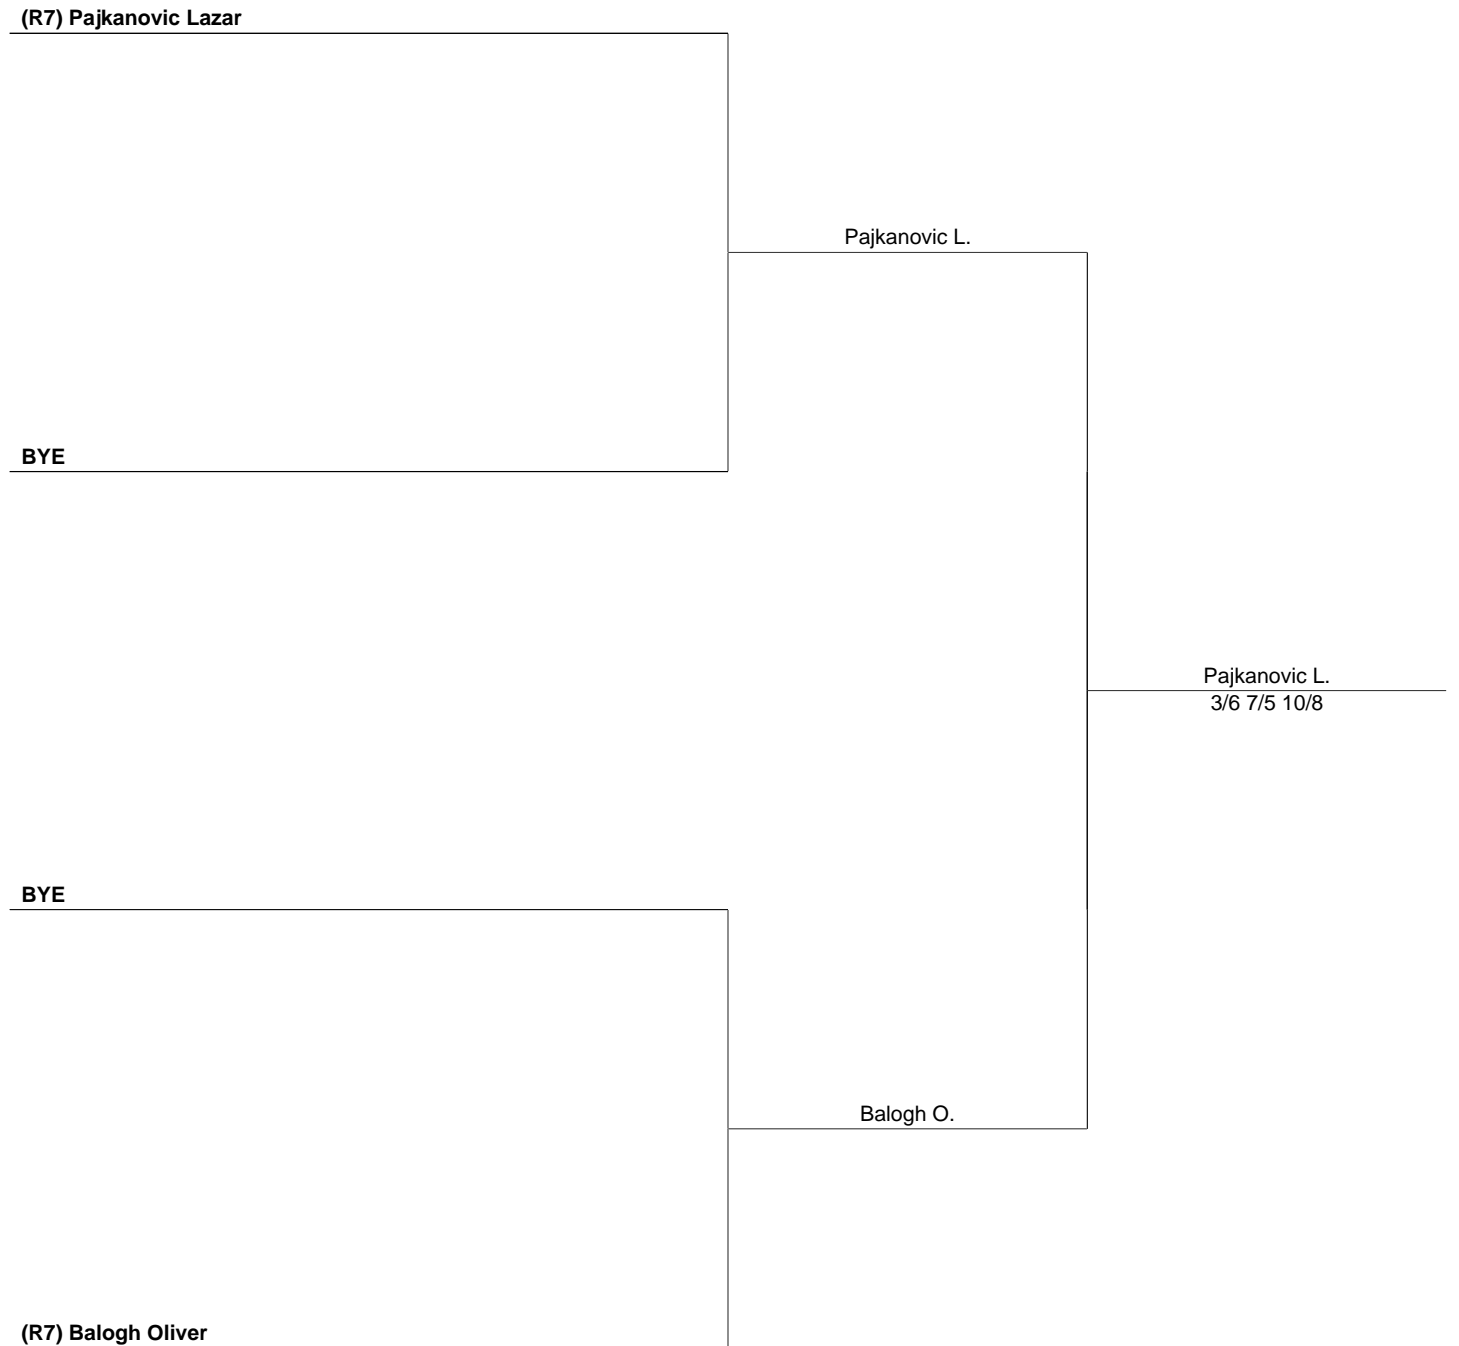 (R7) Pajkanovic Lazar
Pajkanovic L.
BYE
Pajkanovic L.
3/6 7/5 10/8
BYE
Balogh O.
(R7) Balogh Oliver